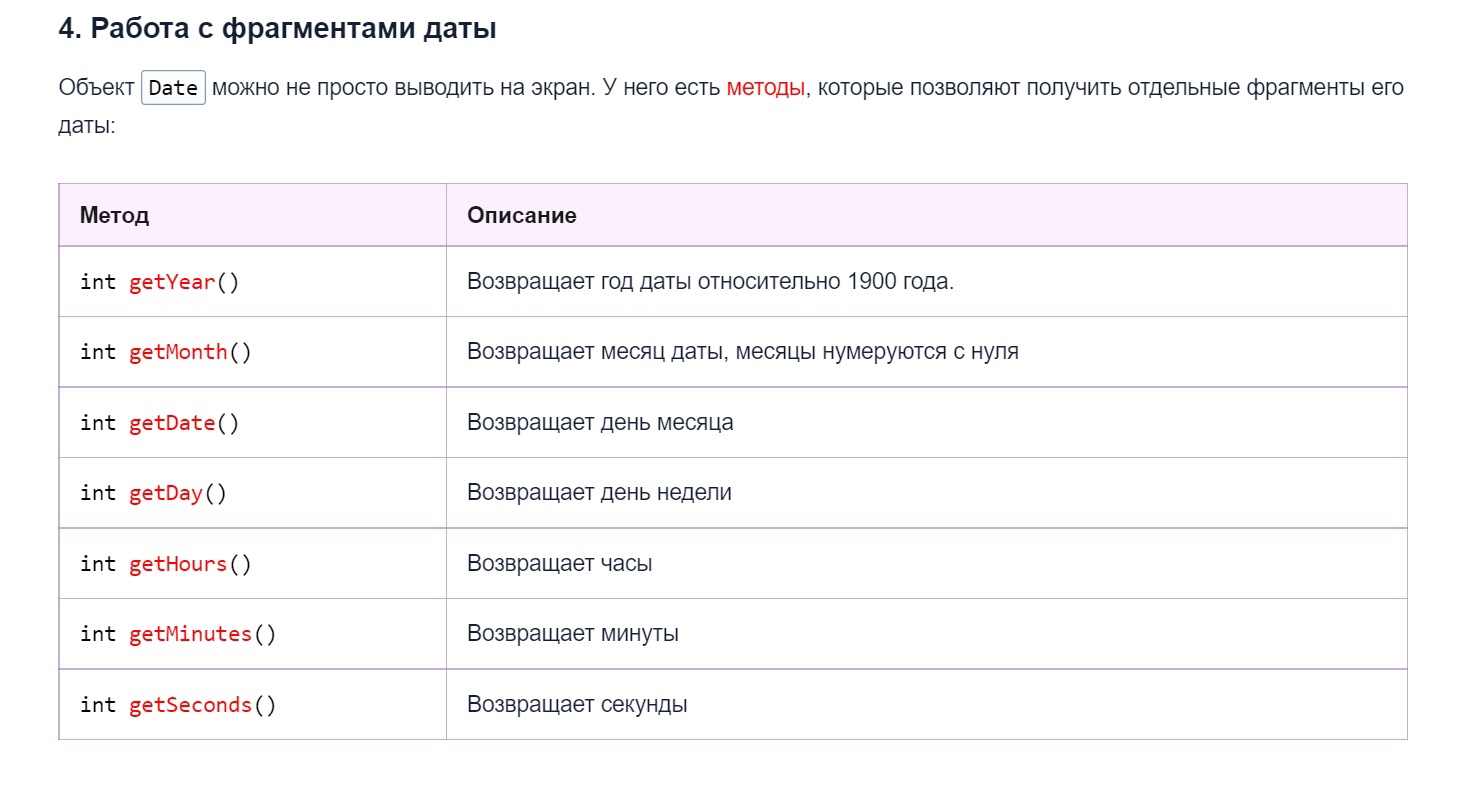 4. Работа с фрагментами даты
Объект Date можно не просто выводить на экран. У него есть методы, которые позволяют получить отдельные фрагменты его
даты:
Метод Описание
int getYear() Возвращает год даты относительно 1900 года.
int getMonth() Возвращает месяц даты, месяцы нумеруются с нуля
int getDate() Возвращает день месяца
int getDay() Возвращает день недели
int getHours() Возвращает часы
int getMinutes() Возвращает минуты
int getSeconds() Возвращает секунды